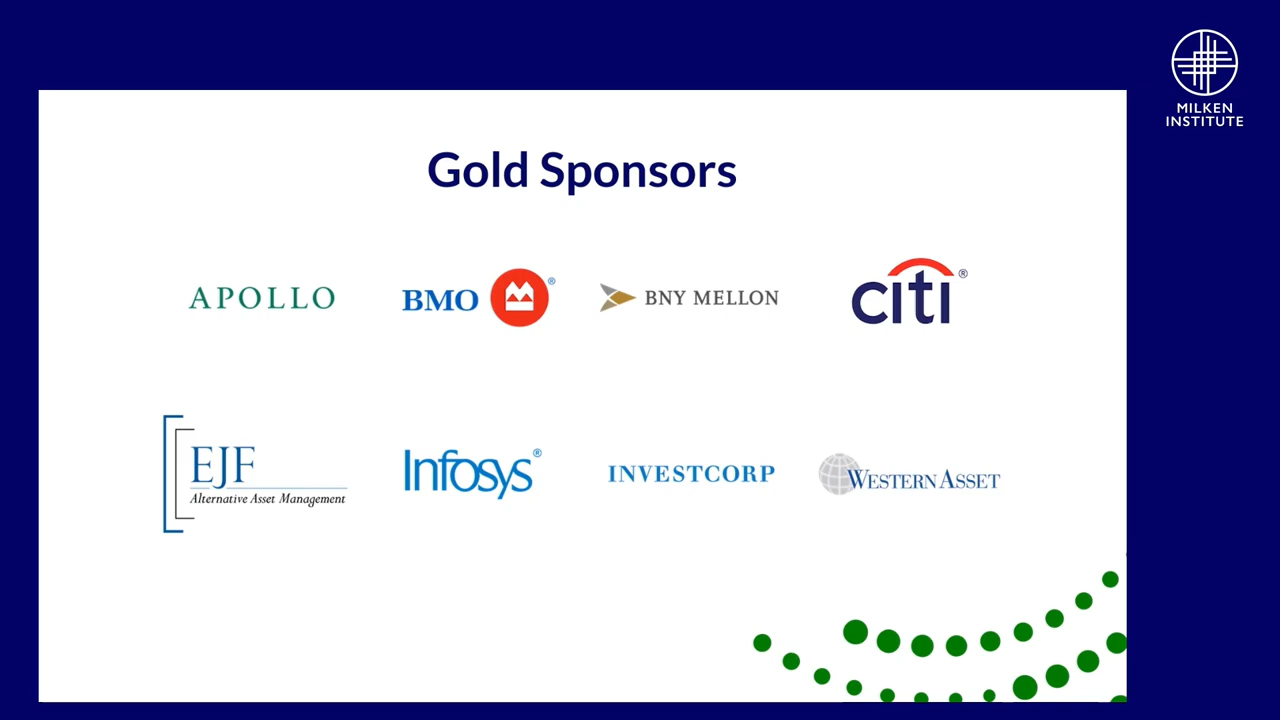 MILKEN
INSTITUTE
Gold Sponsors
APOLLO
BMO ®
BNY MELLON
citi ®
EJF
Alternative Asset Management
Infosys ®
INVESTCORP
WESTERN ASSET